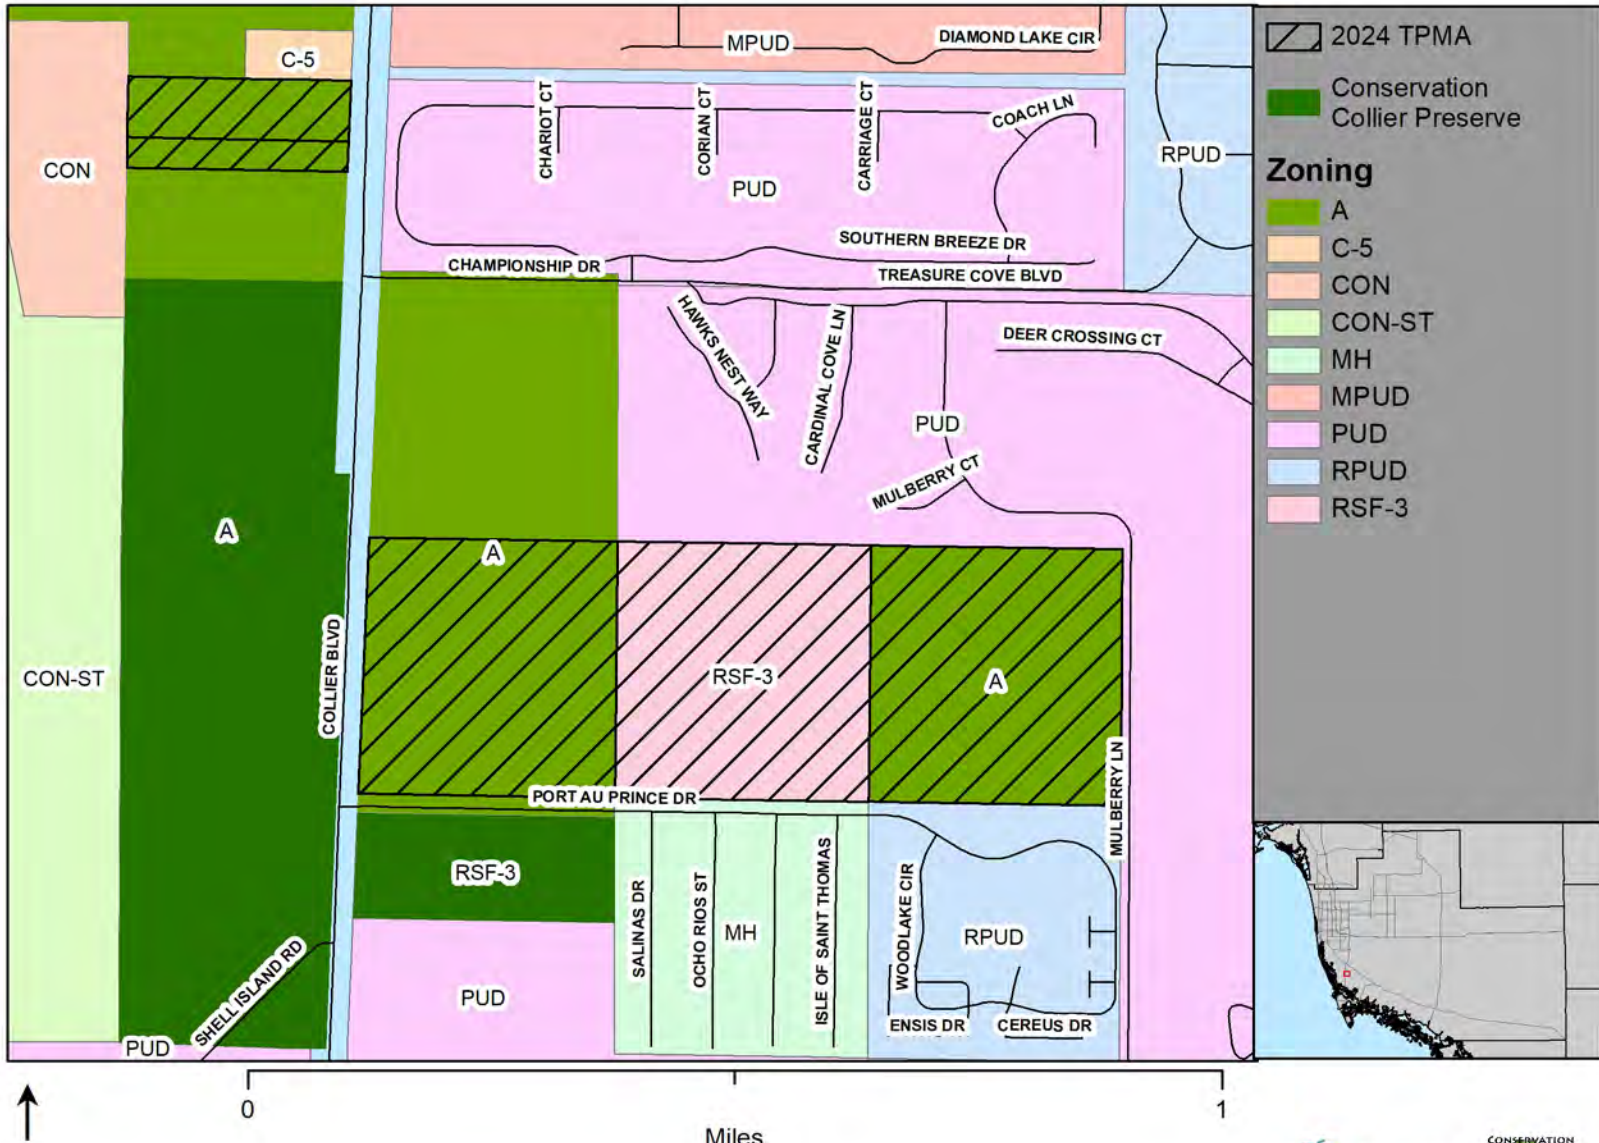 MPUD
DIAMOND LAKE CIR
C-5
CHARIOT CT
CORIAN CT
CARRIAGE CT
COACH LN
RPUD
CON
PUD
SOUTHERN BREEZE DR
CHAMPIONSHIP DR
TREASURE COVE BLVD
HAWKS NEST WAY
CARDINAL COVE LN
DEER CROSSING CT
PUD
MULBERRY CT
A
A
CON-ST
COLLIER BLVD
RSF-3
A
MULBERRY LN
PORT AU PRINCE DR
RSF-3
SALINAS DR
OCHO RIOS ST
MH
ISLE OF SAINT THOMAS
WOODLAKE CIR
RPUD
SHELL ISLAND RD
PUD
ENSIS DR
CEREUS DR
PUD
2024 TPMA
Conservation
Collier Preserve
Zoning
A
C-5
CON
CON-ST
MH
MPUD
PUD
RPUD
RSF-3
0
1
Miles
CONSERVATION